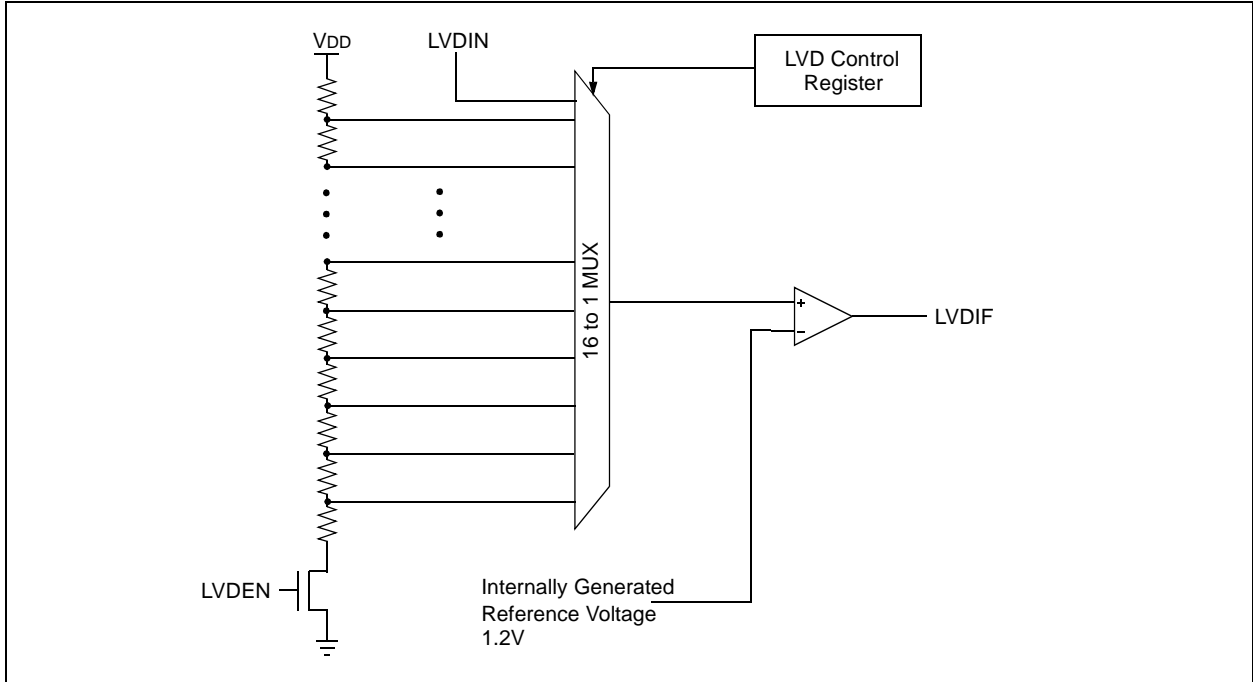 VDD
LVDIN
LVD Control
Register
16 to 1 MUX
+
−
LVDIF
LVDEN
Internally Generated
Reference Voltage
1.2V